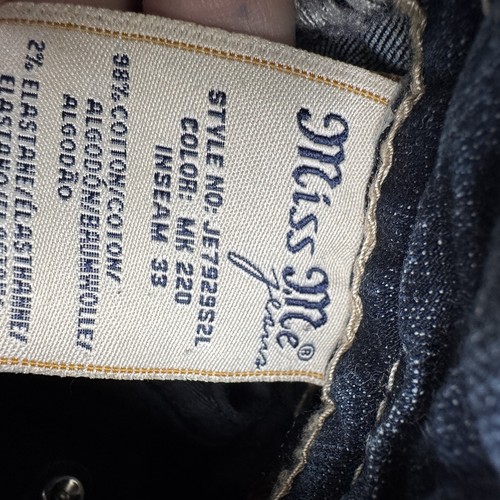 Miss Me®
Jeans
STYLE NO: JE7929S2L
COLOR: MK 220
INSEAM 33
98% COTTON/COTON/
ALGODÓN/BAUMWOLLE/
ALGODÃO
2% ELASTANE/ELASTHANNE/